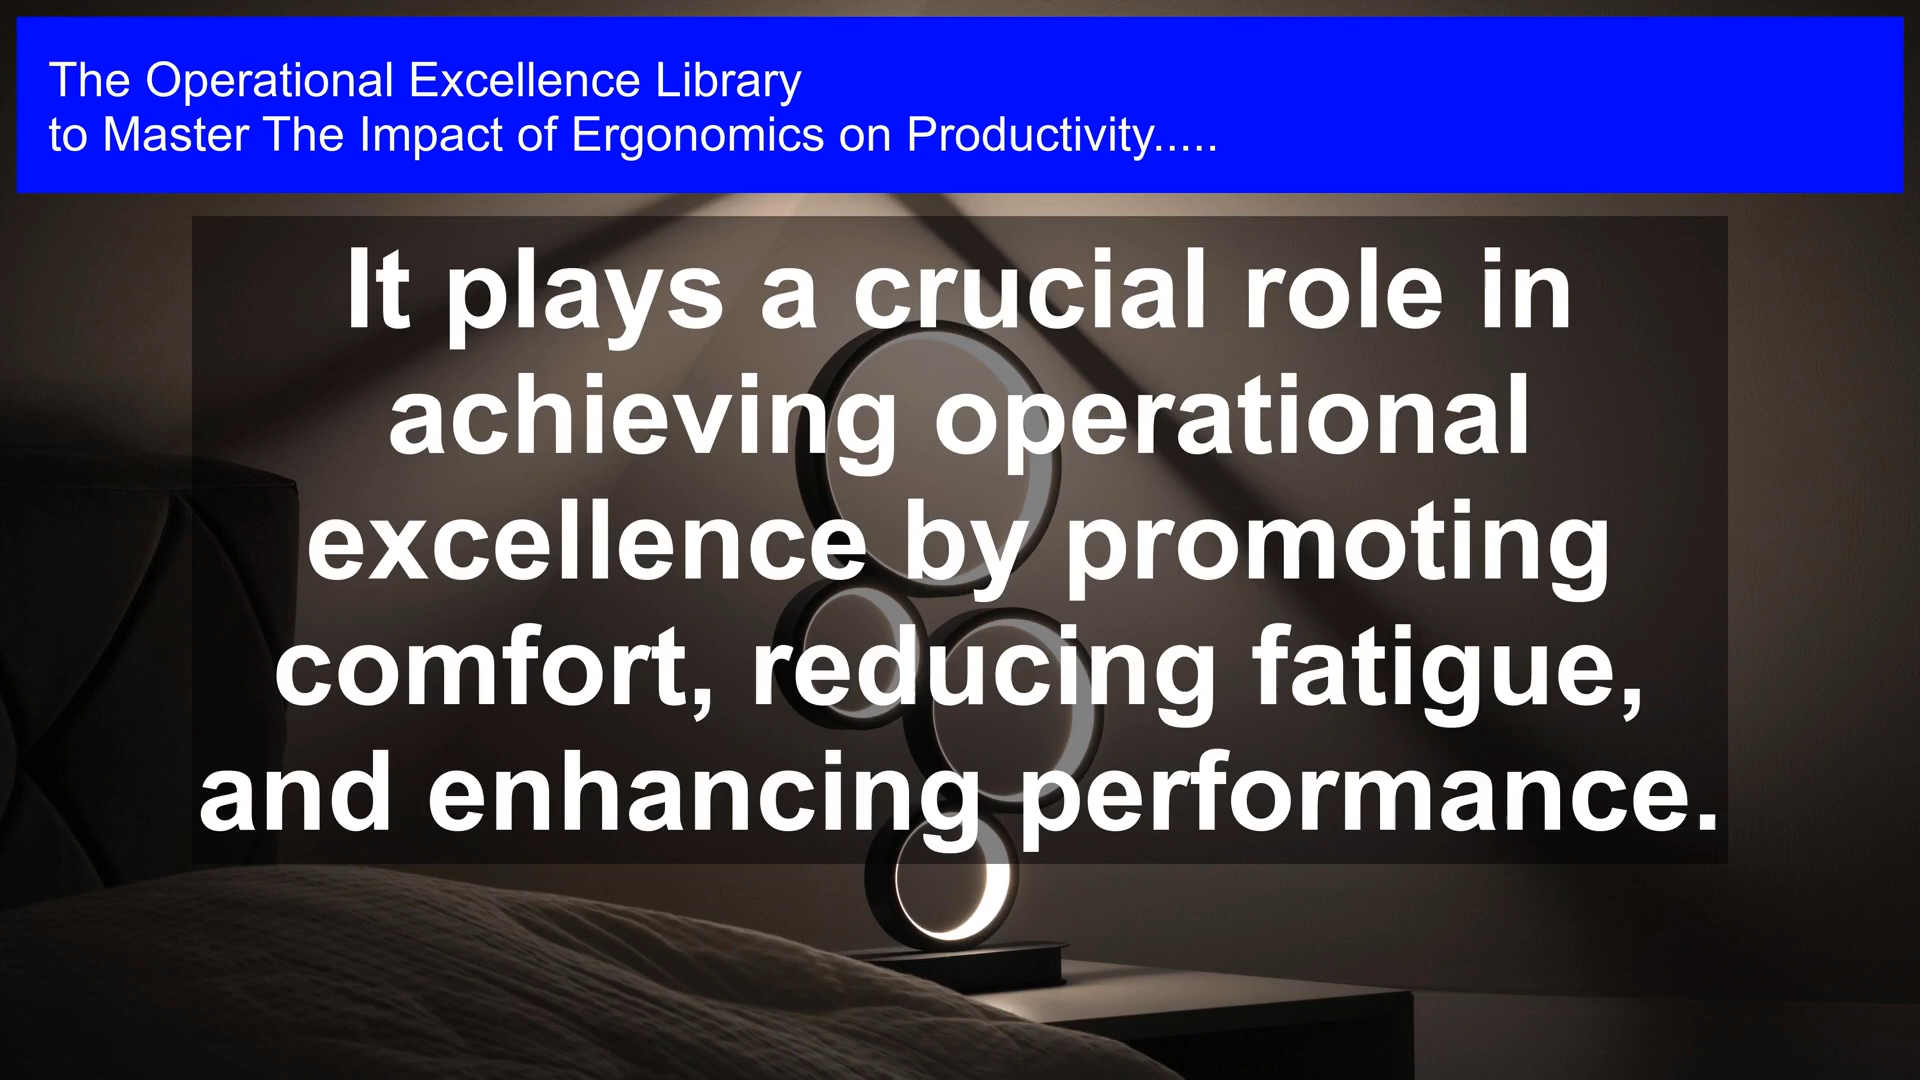 The Operational Excellence Library
to Master The Impact of Ergonomics on Productivity.....
It plays a crucial role in
achieving operational
excellence by promoting
comfort, reducing fatigue,
and enhancing performance.